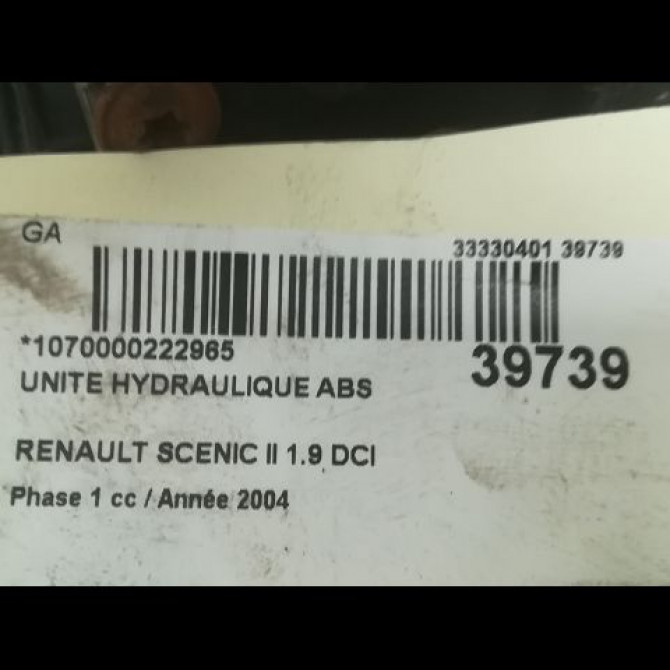 GA
33330401 39739
*1070000222965
39739
UNITE HYDRAULIQUE ABS
RENAULT SCENIC II 1.9 DCI
Phase 1 cc / Année 2004